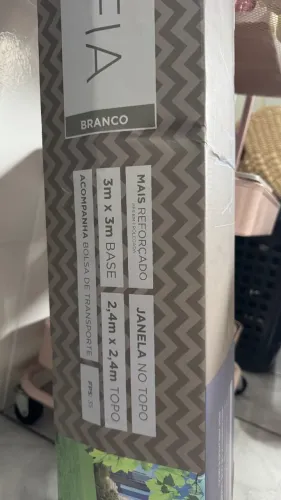 EIA
BRANCO
MAIS REFORÇADO
JANELA NO TOPO
3m x 3m BASE
2,4m x 2,4m TOPO
ACOMPANHA BOLSA DE TRANSPORTE